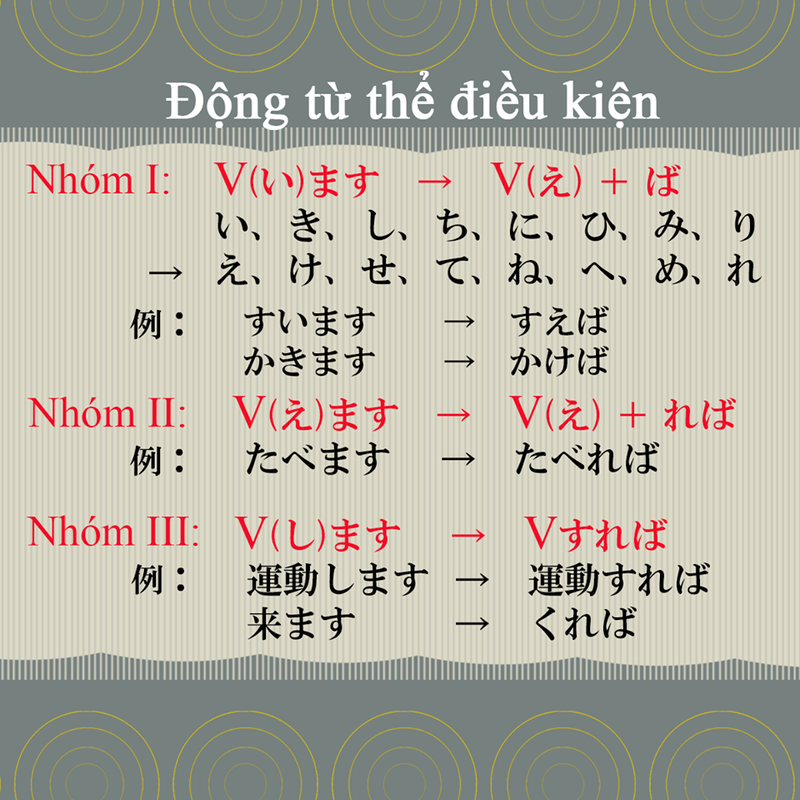 Động từ thể điều kiện
Nhóm I: V(い)ます → V(え) + ば
い、き、し、ち、に、ひ、み、り
→ え、け、せ、て、ね、へ、め、れ
例： すいます → すえば
かきます → かけば
Nhóm II: V(え)ます → V(え) + れば
例： たべます → たべれば
Nhóm III: V(し)ます → Vすれば
例： 運動します → 運動すれば
来ます → くれば